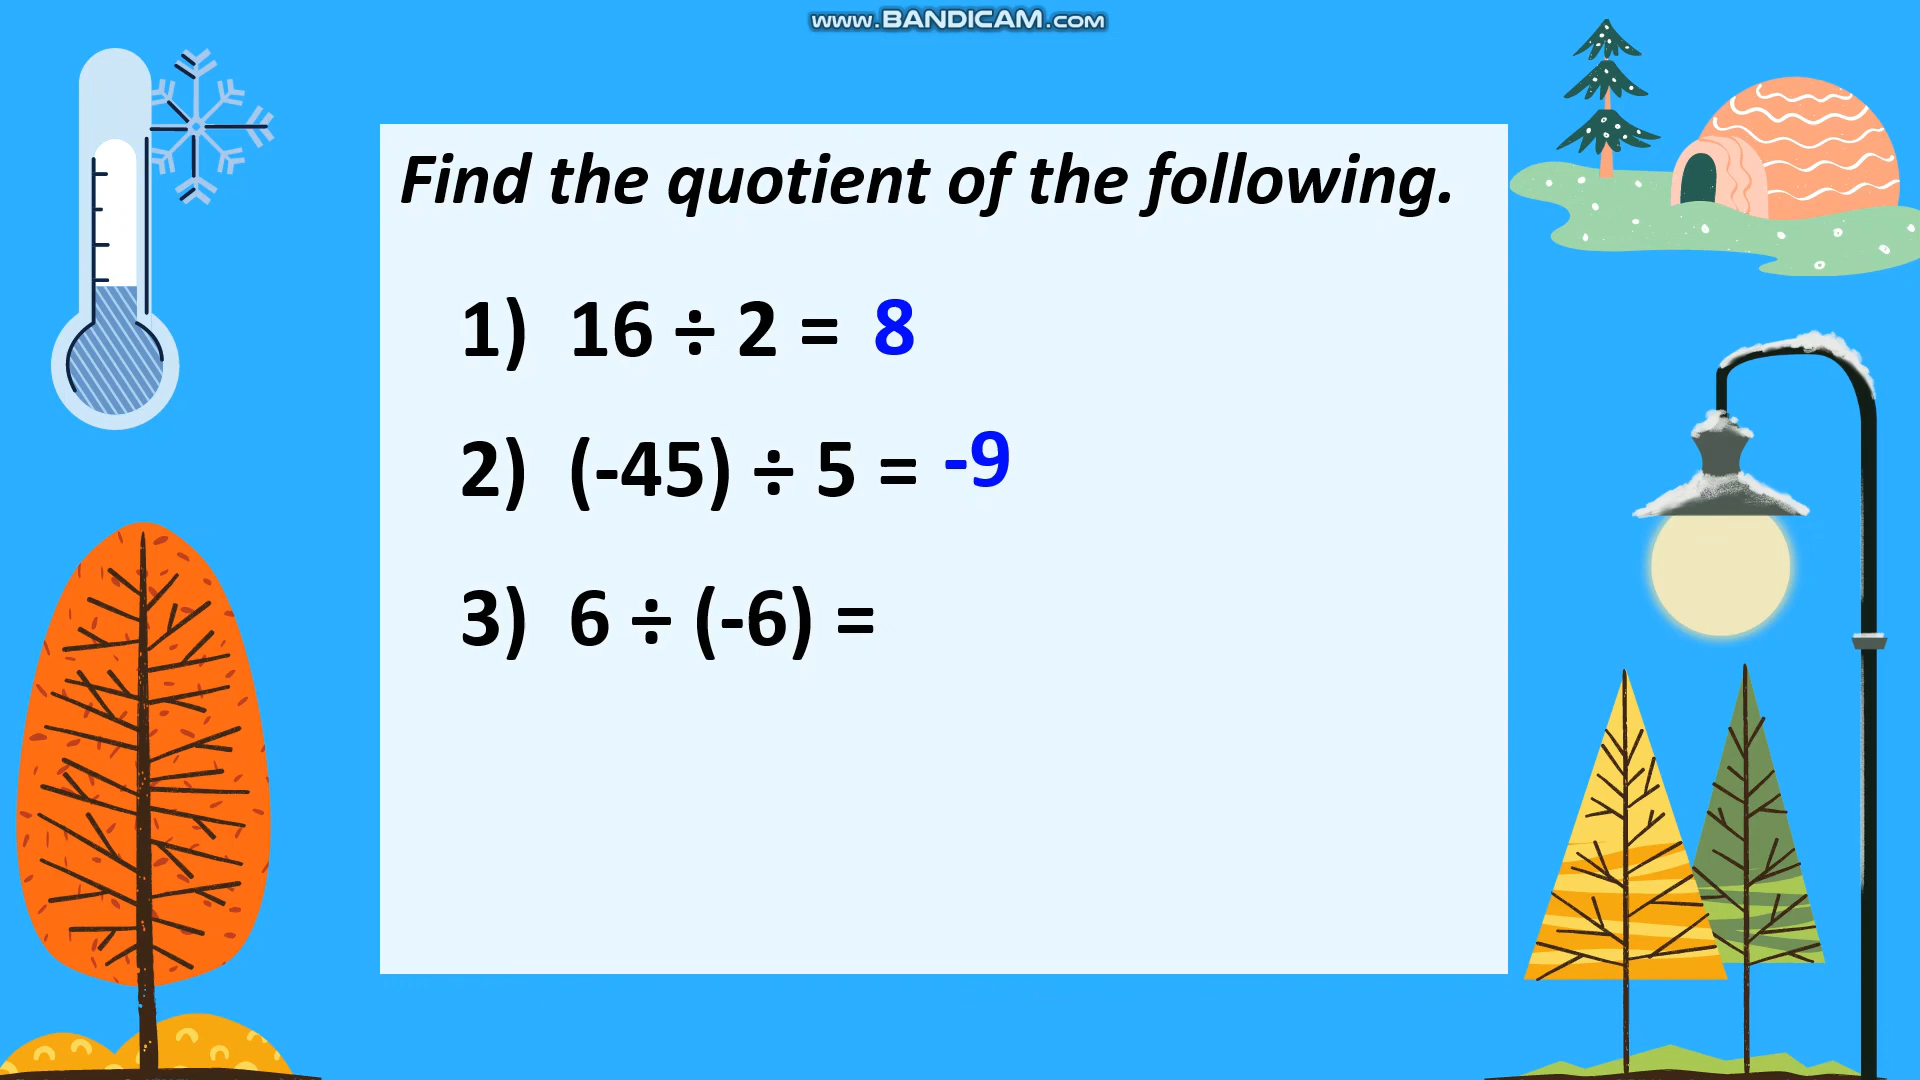 www.BANDICAM.com
Find the quotient of the following.
1) 16 ÷ 2 = 8
2) (-45) ÷ 5 = -9
3) 6 ÷ (-6) =